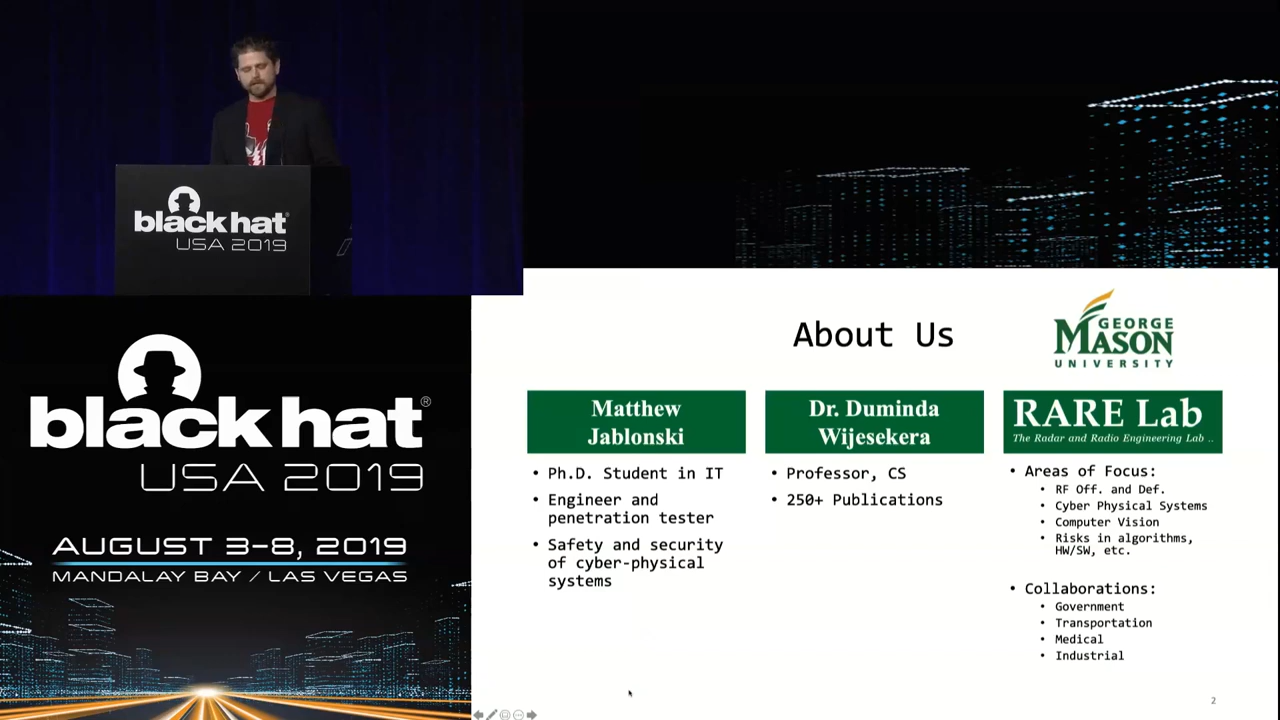 black hat
USA 2019
black hat®
USA 2019
AUGUST 3-8, 2019
MANDALAY BAY / LAS VEGAS
About Us
GEORGE
MASON
UNIVERSITY
Matthew
Jablonski
• Ph.D. Student in IT
• Engineer and
penetration tester
• Safety and security
of cyber-physical
systems
Dr. Duminda
Wijesekera
• Professor, CS
• 250+ Publications
RARE Lab
The Radar and Radio Engineering Lab ..
• Areas of Focus:
• RF Off. and Def.
• Cyber Physical Systems
• Computer Vision
• Risks in algorithms,
HW/SW, etc.
• Collaborations:
• Government
• Transportation
• Medical
• Industrial
2